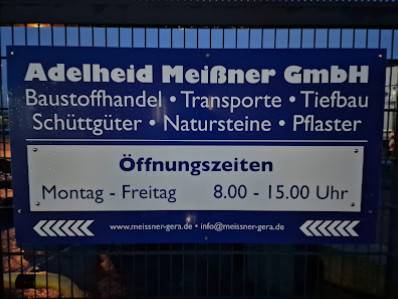 Adelheid Meißner GmbH
Baustoffhandel • Transporte • Tiefbau
Schüttgüter • Natursteine • Pflaster
Öffnungszeiten
Montag - Freitag 8.00 - 15.00 Uhr
www.meissner-gera.de • info@meissner-gera.de